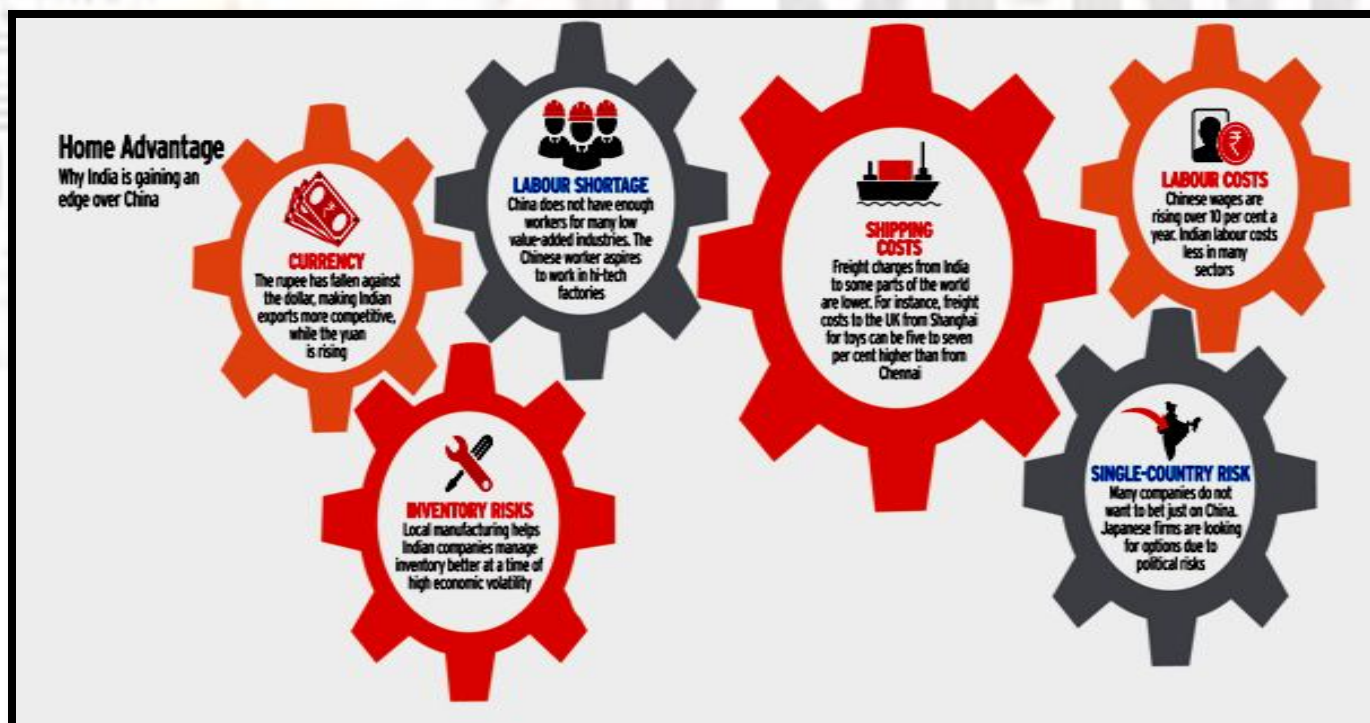 Home Advantage
Why India is gaining an
edge over China
CURRENCY
The rupee has fallen against
the dollar, making Indian
exports more competitive,
while the yuan
is rising
LABOUR SHORTAGE
China does not have enough
workers for many low
value-added industries. The
Chinese worker aspires
to work in hi-tech
factories
SHIPPING
COSTS
Freight charges from India
to some parts of the world
are lower. For instance, freight
costs to the UK from Shanghai
for toys can be five to seven
per cent higher than from
Chennai
LABOUR COSTS
Chinese wages are
rising over 10 per cent a
year. Indian labour costs
less in many
sectors
INVENTORY RISKS
Local manufacturing helps
Indian companies manage
inventory better at a time of
high economic volatility
SINGLE-COUNTRY RISK
Many companies do not
want to bet just on China.
Japanese firms are looking
for options due to
political risks